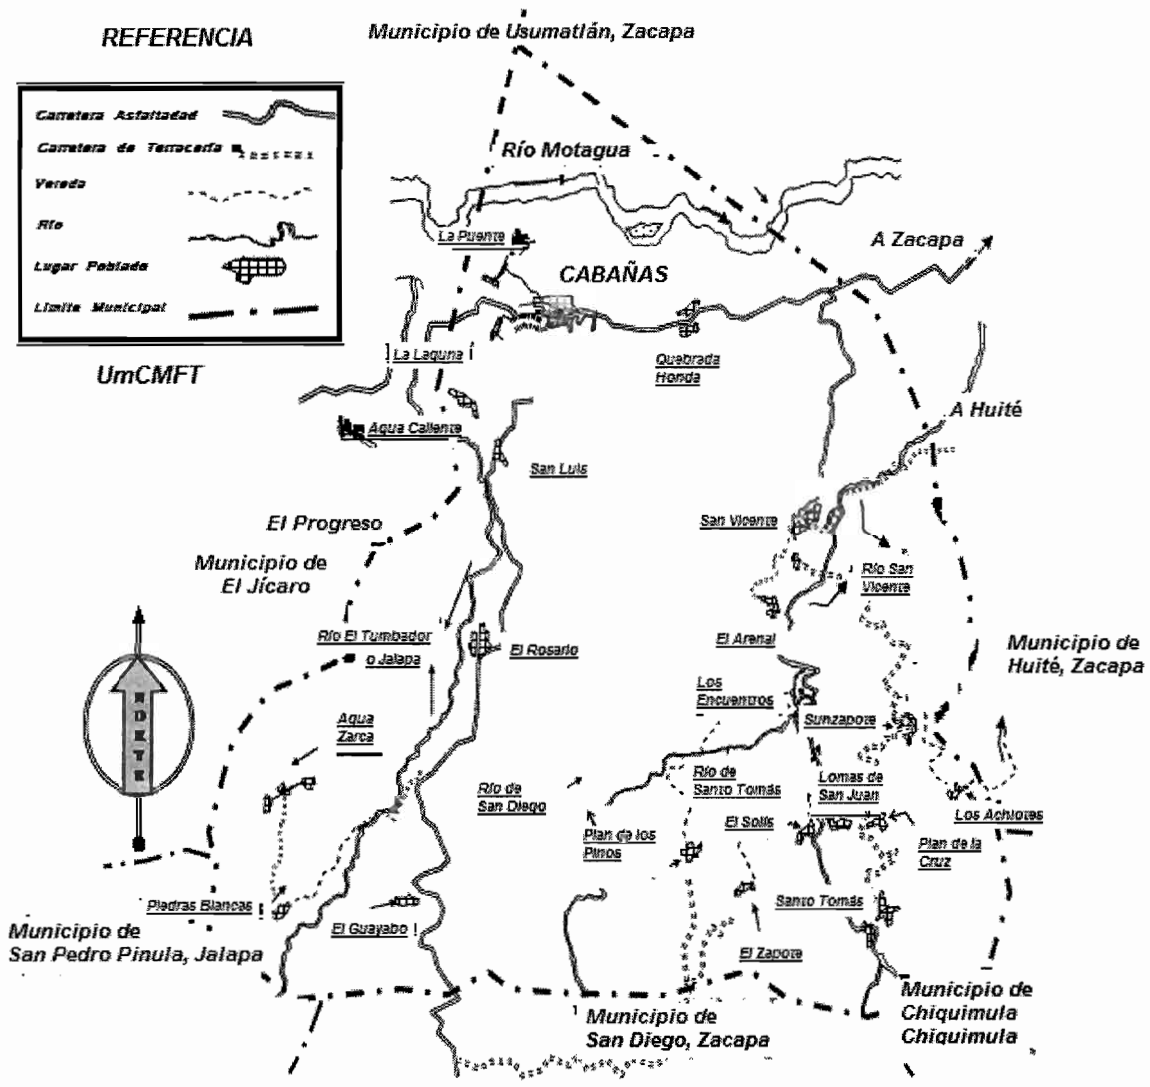 REFERENCIA
Carretera Asfaltadad
Carretera de Terracería
Vereda
Río
Lugar Poblado
Límite Municipal
UmCMFT
Municipio de Usumatlán, Zacapa
Río Motagua
La Puente
A Zacapa
CABAÑAS
La Laguna
Quebrada
Honda
A Huité
Agua Caliente
San Luis
El Progreso
San Vicente
Municipio de
El Jícaro
Río San
Vicente
Río El Tumbador
o Jalapa
El Rosario
El Arenal
Municipio de
Huité, Zacapa
NORTE
Los
Encuentros
Sunzapote
Agua
Zarca
Río de
San Diego
Río de
Santo Tomás
Lomas de
San Juan
Los Achiotes
El Solís
Plan de los
Pinos
Plan de la
Cruz
Piedras Blancas
El Guayabo
Santo Tomás
Municipio de
San Pedro Pinula, Jalapa
El Zapote
Municipio de
San Diego, Zacapa
Municipio de
Chiquimula
Chiquimula